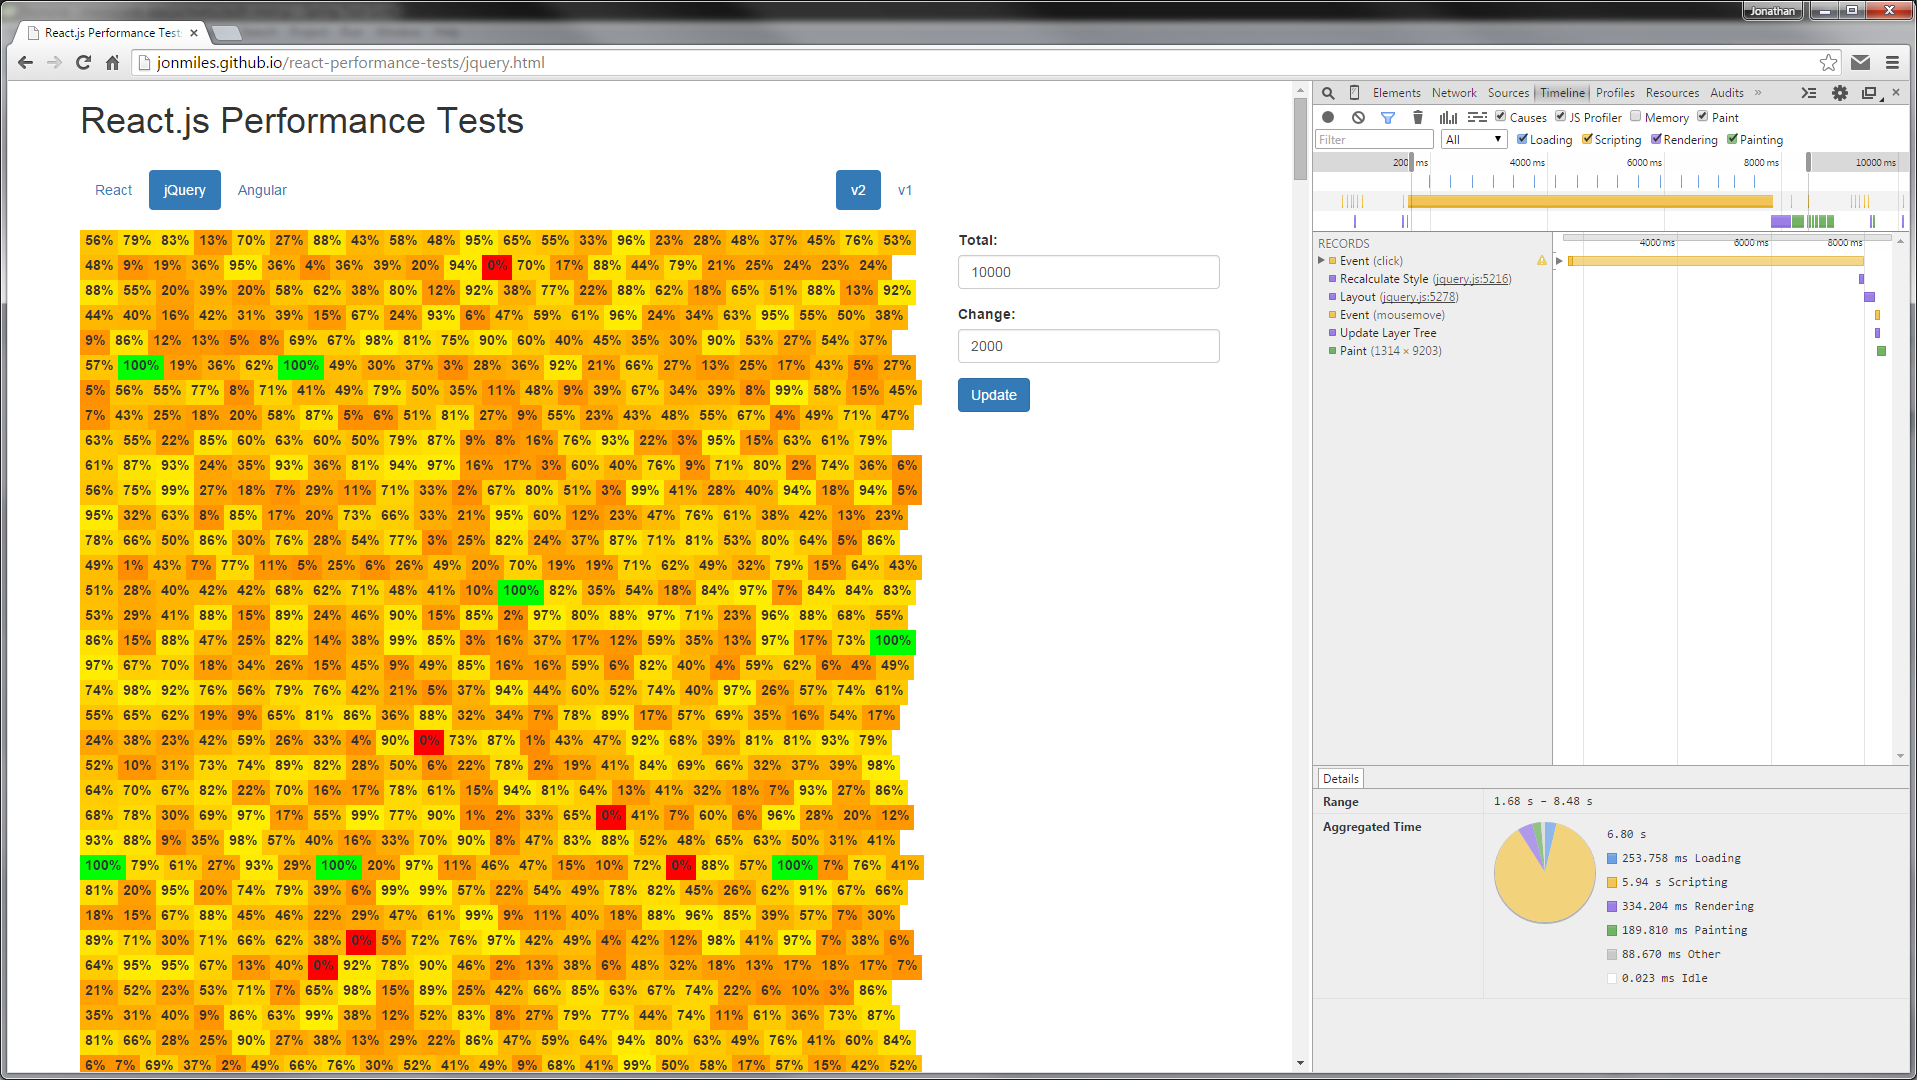 Jonathan
React.js Performance Test
jonmiles.github.io/react-performance-tests/jquery.html
React.js Performance Tests
React jQuery Angular v2 v1
56% 79% 83% 13% 70% 27% 88% 43% 58% 48% 95% 65% 55% 33% 96% 23% 28% 48% 37% 45% 76% 53%
48% 9% 19% 36% 95% 36% 4% 36% 39% 20% 94% 0% 70% 17% 88% 44% 79% 21% 25% 24% 23% 24%
88% 55% 20% 39% 20% 58% 62% 38% 80% 12% 92% 38% 77% 22% 88% 62% 18% 65% 51% 88% 13% 92%
44% 40% 16% 42% 31% 39% 15% 67% 24% 93% 6% 47% 59% 61% 96% 24% 34% 63% 95% 55% 50% 38%
9% 86% 12% 13% 5% 8% 69% 67% 98% 81% 75% 90% 60% 40% 45% 35% 30% 90% 53% 27% 54% 37%
57% 100% 19% 36% 62% 100% 49% 30% 37% 3% 28% 36% 92% 21% 66% 27% 13% 25% 17% 43% 5% 27%
5% 56% 55% 77% 8% 71% 41% 49% 79% 50% 35% 11% 48% 9% 39% 67% 34% 39% 8% 99% 58% 15% 45%
7% 43% 25% 18% 20% 58% 87% 5% 6% 51% 81% 27% 9% 55% 23% 43% 48% 55% 67% 4% 49% 71% 47%
63% 55% 22% 85% 60% 63% 60% 50% 79% 87% 9% 8% 16% 76% 93% 22% 3% 95% 15% 63% 61% 79%
61% 87% 93% 24% 35% 93% 36% 81% 94% 97% 16% 17% 3% 60% 40% 76% 9% 71% 80% 2% 74% 36% 6%
56% 75% 99% 27% 18% 7% 29% 11% 71% 33% 2% 67% 80% 51% 3% 99% 41% 28% 40% 94% 18% 94% 5%
95% 32% 63% 8% 85% 17% 20% 73% 66% 33% 21% 95% 60% 12% 23% 47% 76% 61% 38% 42% 13% 23%
78% 66% 50% 86% 30% 76% 28% 54% 77% 3% 25% 82% 24% 37% 87% 71% 81% 53% 80% 64% 5% 86%
49% 1% 43% 7% 77% 11% 5% 25% 6% 26% 49% 20% 70% 19% 19% 71% 62% 49% 32% 79% 15% 64% 43%
51% 28% 40% 42% 42% 68% 62% 71% 48% 41% 10% 100% 82% 35% 54% 18% 84% 97% 7% 84% 84% 83%
53% 29% 41% 88% 15% 89% 24% 46% 90% 15% 85% 2% 97% 80% 88% 97% 71% 23% 96% 88% 68% 55%
86% 15% 88% 47% 25% 82% 14% 38% 99% 85% 3% 16% 37% 17% 12% 59% 35% 13% 97% 17% 73% 100%
97% 67% 70% 18% 34% 26% 15% 45% 9% 49% 85% 16% 16% 59% 6% 82% 40% 4% 59% 62% 6% 4% 49%
74% 98% 92% 76% 56% 79% 76% 42% 21% 5% 37% 94% 44% 60% 52% 74% 40% 97% 26% 57% 74% 61%
55% 65% 62% 19% 9% 65% 81% 86% 36% 88% 32% 34% 7% 78% 89% 17% 57% 69% 35% 16% 54% 17%
24% 38% 23% 42% 59% 26% 33% 4% 90% 0% 73% 87% 1% 43% 47% 92% 68% 39% 81% 81% 93% 79%
52% 10% 31% 73% 74% 89% 82% 28% 50% 6% 22% 78% 2% 19% 41% 84% 69% 66% 32% 37% 39% 98%
64% 70% 67% 82% 22% 70% 16% 17% 78% 61% 15% 94% 81% 64% 13% 41% 32% 18% 7% 93% 27% 86%
68% 78% 30% 69% 97% 17% 55% 99% 77% 90% 1% 2% 33% 65% 0% 41% 7% 60% 6% 96% 28% 20% 12%
93% 88% 9% 35% 98% 57% 40% 16% 33% 70% 90% 8% 47% 83% 88% 52% 48% 65% 63% 50% 31% 41%
100% 79% 61% 27% 93% 29% 100% 20% 97% 11% 46% 47% 15% 10% 72% 0% 88% 57% 100% 7% 76% 41%
81% 20% 95% 20% 74% 79% 39% 6% 99% 99% 57% 22% 54% 49% 78% 82% 45% 26% 62% 91% 67% 66%
18% 15% 67% 88% 45% 46% 22% 29% 47% 61% 99% 9% 11% 40% 18% 88% 96% 85% 39% 57% 7% 30%
89% 71% 30% 71% 66% 62% 38% 0% 5% 72% 76% 97% 42% 49% 4% 42% 12% 98% 41% 97% 7% 38% 6%
64% 95% 95% 67% 13% 40% 0% 92% 78% 90% 46% 2% 13% 38% 6% 48% 32% 18% 13% 17% 18% 17% 7%
21% 52% 23% 53% 71% 7% 65% 98% 15% 89% 25% 42% 66% 85% 63% 67% 74% 22% 6% 10% 3% 86%
35% 31% 40% 9% 86% 63% 99% 38% 12% 52% 83% 8% 27% 79% 77% 44% 74% 11% 61% 36% 73% 87%
81% 66% 28% 25% 90% 27% 38% 13% 29% 22% 86% 47% 59% 64% 94% 80% 63% 49% 76% 41% 60% 84%
6% 7% 69% 37% 2% 49% 66% 76% 30% 52% 41% 49% 9% 68% 41% 99% 50% 58% 17% 57% 15% 42% 52%
Total:
10000
Change:
2000
Update
Elements Network Sources Timeline Profiles Resources Audits »
Causes JS Profiler Memory Paint
Filter All Loading Scripting Rendering Painting
200 ms 4000 ms 6000 ms 8000 ms 10000 ms
RECORDS 4000 ms 6000 ms 8000 ms
Event (click)
Recalculate Style (jquery.js:5216)
Layout (jquery.js:5278)
Event (mousemove)
Update Layer Tree
Paint (1314 × 9203)
Details
Range 1.68 s – 8.48 s
Aggregated Time
6.80 s
253.758 ms Loading
5.94 s Scripting
334.204 ms Rendering
189.810 ms Painting
88.670 ms Other
0.023 ms Idle